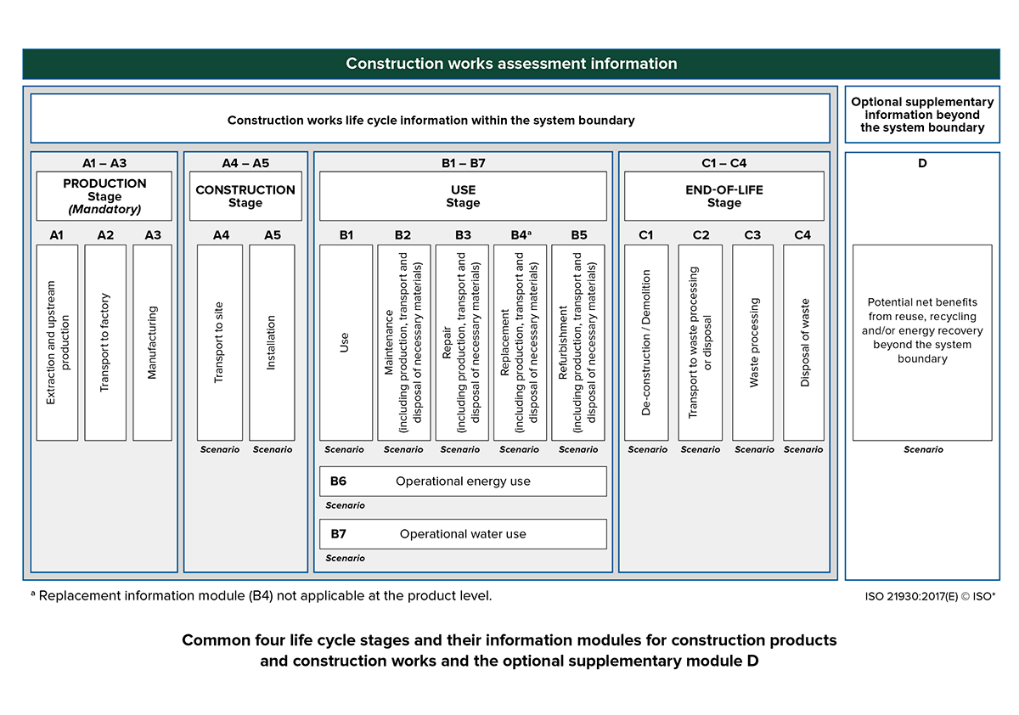 Construction works assessment information
Construction works life cycle information within the system boundary
Optional supplementary
information beyond
the system boundary
A1 – A3
PRODUCTION
Stage
(Mandatory)
A1
A2
A3
Extraction and upstream
production
Transport to factory
Manufacturing
A4 – A5
CONSTRUCTION
Stage
A4
A5
Transport to site
Installation
Scenario
Scenario
B1 – B7
USE
Stage
B1
B2
B3
B4ª
B5
Use
Maintenance
(including production, transport and
disposal of necessary materials)
Repair
(including production, transport and
disposal of necessary materials)
Replacement
(including production, transport and
disposal of necessary materials)
Refurbishment
(including production, transport and
disposal of necessary materials)
Scenario
Scenario
Scenario
Scenario
Scenario
B6 Operational energy use
Scenario
B7 Operational water use
Scenario
C1 – C4
END-OF-LIFE
Stage
C1
C2
C3
C4
De-construction / Demolition
Transport to waste processing
or disposal
Waste processing
Disposal of waste
Scenario
Scenario
Scenario
Scenario
D
Potential net benefits
from reuse, recycling
and/or energy recovery
beyond the system
boundary
Scenario
ª Replacement information module (B4) not applicable at the product level.
ISO 21930:2017(E) © ISO*
Common four life cycle stages and their information modules for construction products
and construction works and the optional supplementary module D